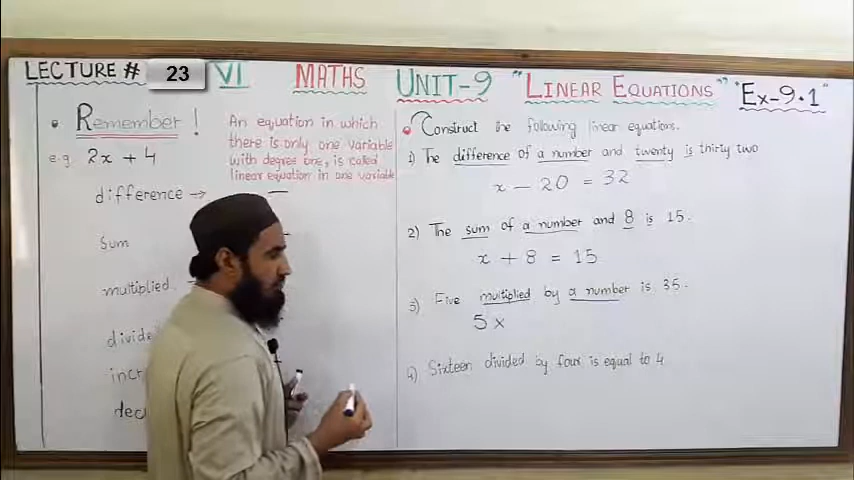 LECTURE # 23 VI MATHS UNIT-9 "LINEAR EQUATIONS" "Ex-9.1"
• Remember!
An equation in which
there is only one variable
with degree one, is called
linear equation in one variable
e.g 2x + 4
difference →
Sum
multiplied
divide
incr
dec
• Construct the following linear equations.
1) The difference of a number and twenty is thirty two
x - 20 = 32
2) The sum of a number and 8 is 15.
x + 8 = 15
3) Five multiplied by a number is 35.
5x
4) Sixteen divided by four is equal to 4